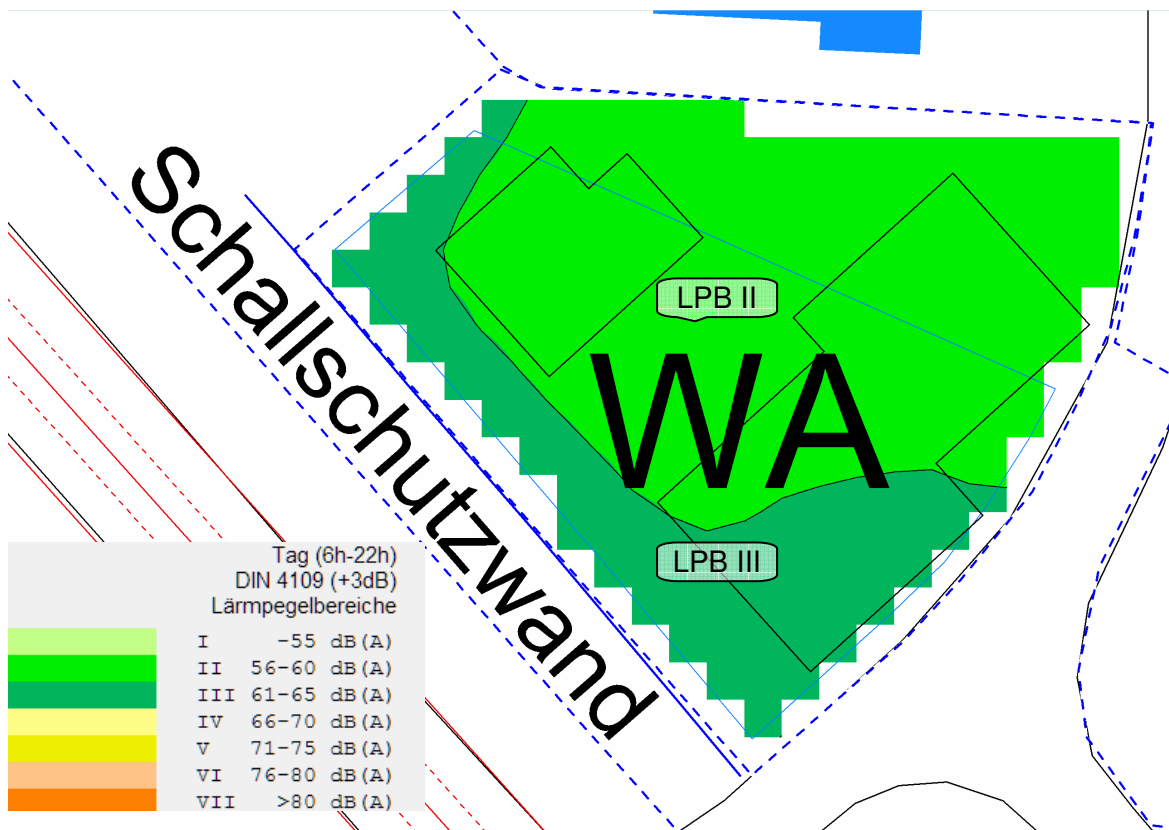 Schallschutzwand
LPB II
WA
LPB III
Tag (6h-22h)
DIN 4109 (+3dB)
Lärmpegelbereiche
I -55 dB(A)
II 56-60 dB(A)
III 61-65 dB(A)
IV 66-70 dB(A)
V 71-75 dB(A)
VI 76-80 dB(A)
VII >80 dB(A)